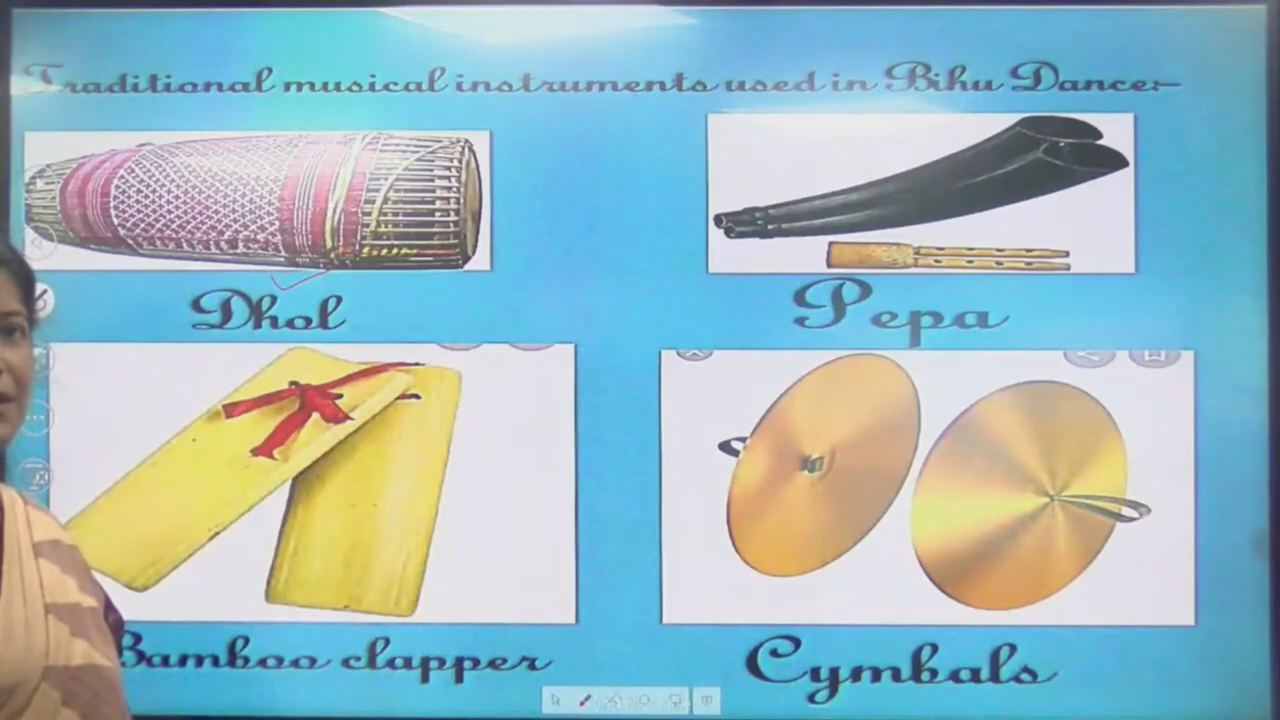 Traditional musical instruments used in Bihu Dance:-
Dhol
Pepa
Bamboo clapper
Cymbals